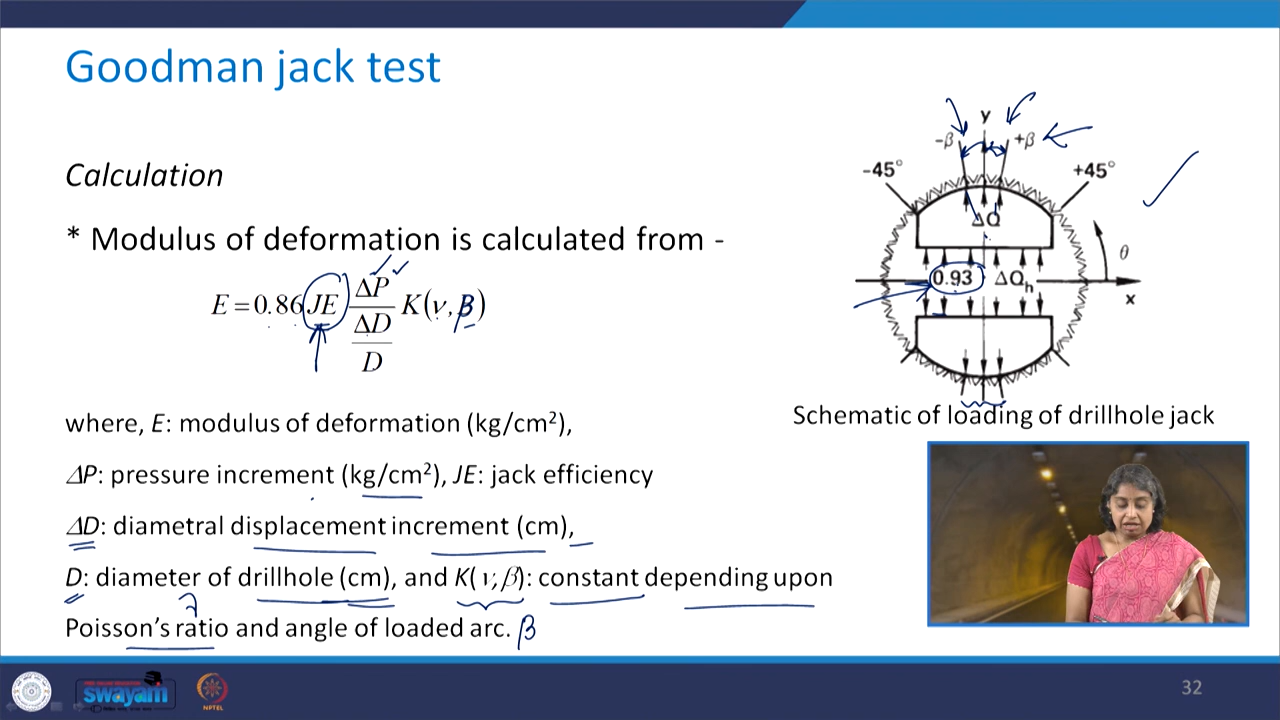 Goodman jack test
Calculation
* Modulus of deformation is calculated from -
E = 0.86 JE ΔP / (ΔD / D) K(ν, β)
where, E: modulus of deformation (kg/cm²),
ΔP: pressure increment (kg/cm²), JE: jack efficiency
ΔD: diametral displacement increment (cm),
D: diameter of drillhole (cm), and K(ν, β): constant depending upon
Poisson's ratio and angle of loaded arc. β
y
-β +β
-45° +45°
ΔQ
θ
0.93 ΔQh
x
Schematic of loading of drillhole jack
swayam
NPTEL
32